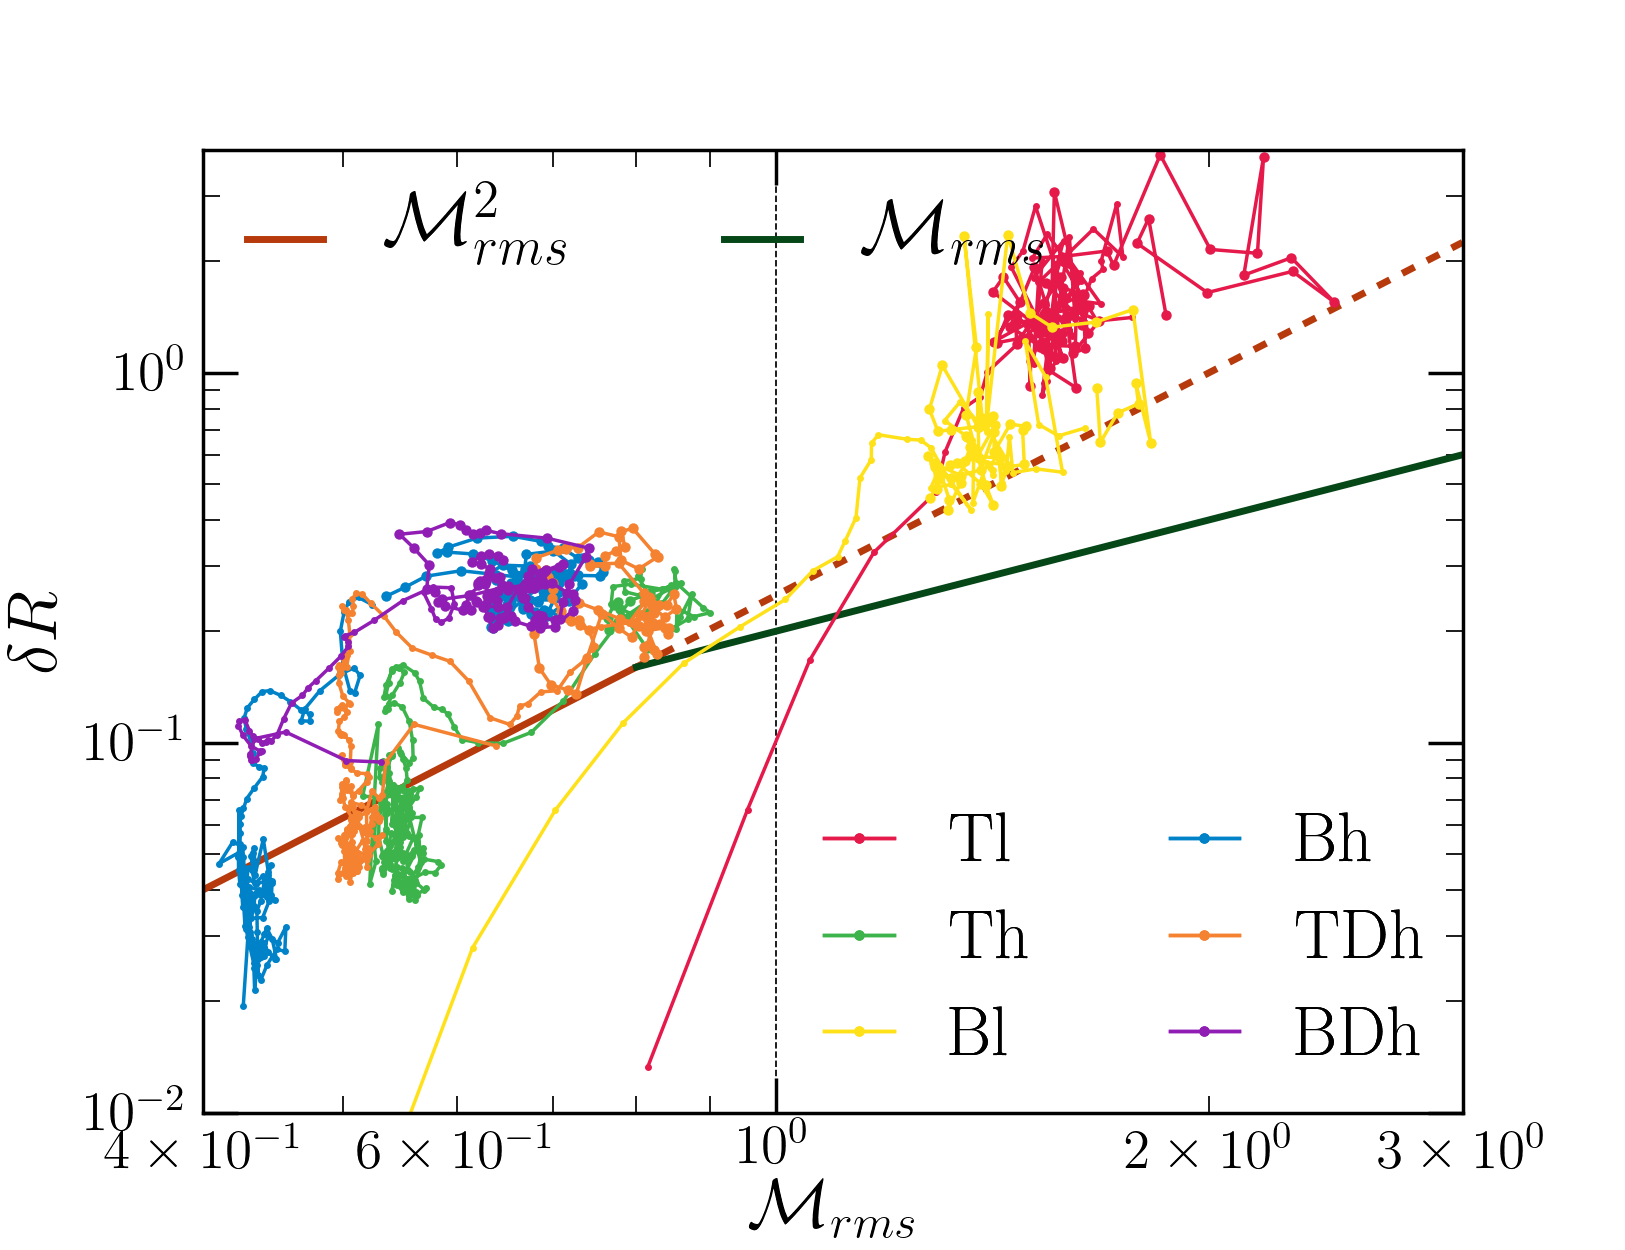 ℳ²ᵣₘₛ ℳᵣₘₛ
δR
10⁰
10⁻¹
10⁻²
Tl Bh
Th TDh
Bl BDh
4 × 10⁻¹ 6 × 10⁻¹ 10⁰ 2 × 10⁰ 3 × 10⁰
ℳᵣₘₛ